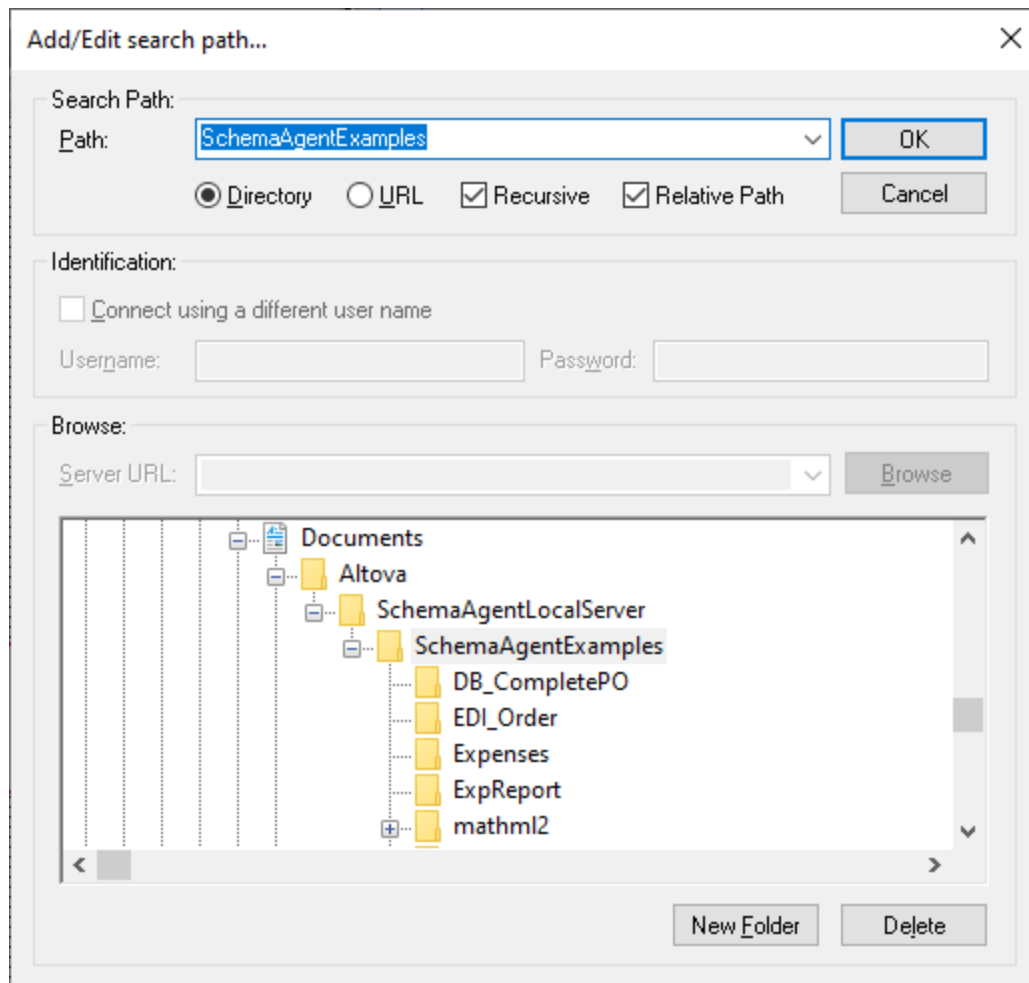 Add/Edit search path...
Search Path:
Path: SchemaAgentExamples OK
Directory URL Recursive Relative Path Cancel
Identification:
Connect using a different user name
Username: Password:
Browse:
Server URL: Browse
Documents
Altova
SchemaAgentLocalServer
SchemaAgentExamples
DB_CompletePO
EDI_Order
Expenses
ExpReport
mathml2
New Folder Delete